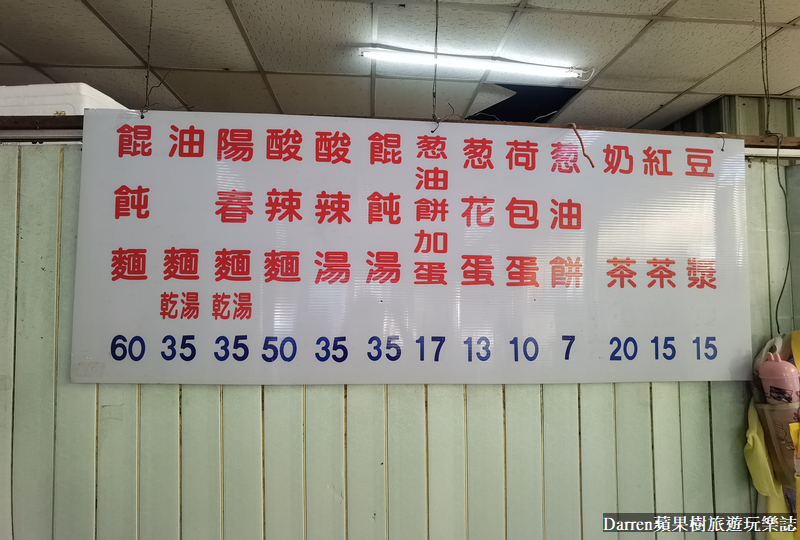 餛飩麵 60
油麵 乾湯 35
陽春麵 乾湯 35
酸辣麵 50
酸辣湯 35
餛飩湯 35
葱油餅加蛋 17
葱花蛋 13
荷包蛋 10
葱油餅 7
奶茶 20
紅茶 15
豆漿 15
Darren蘋果樹旅遊玩樂誌